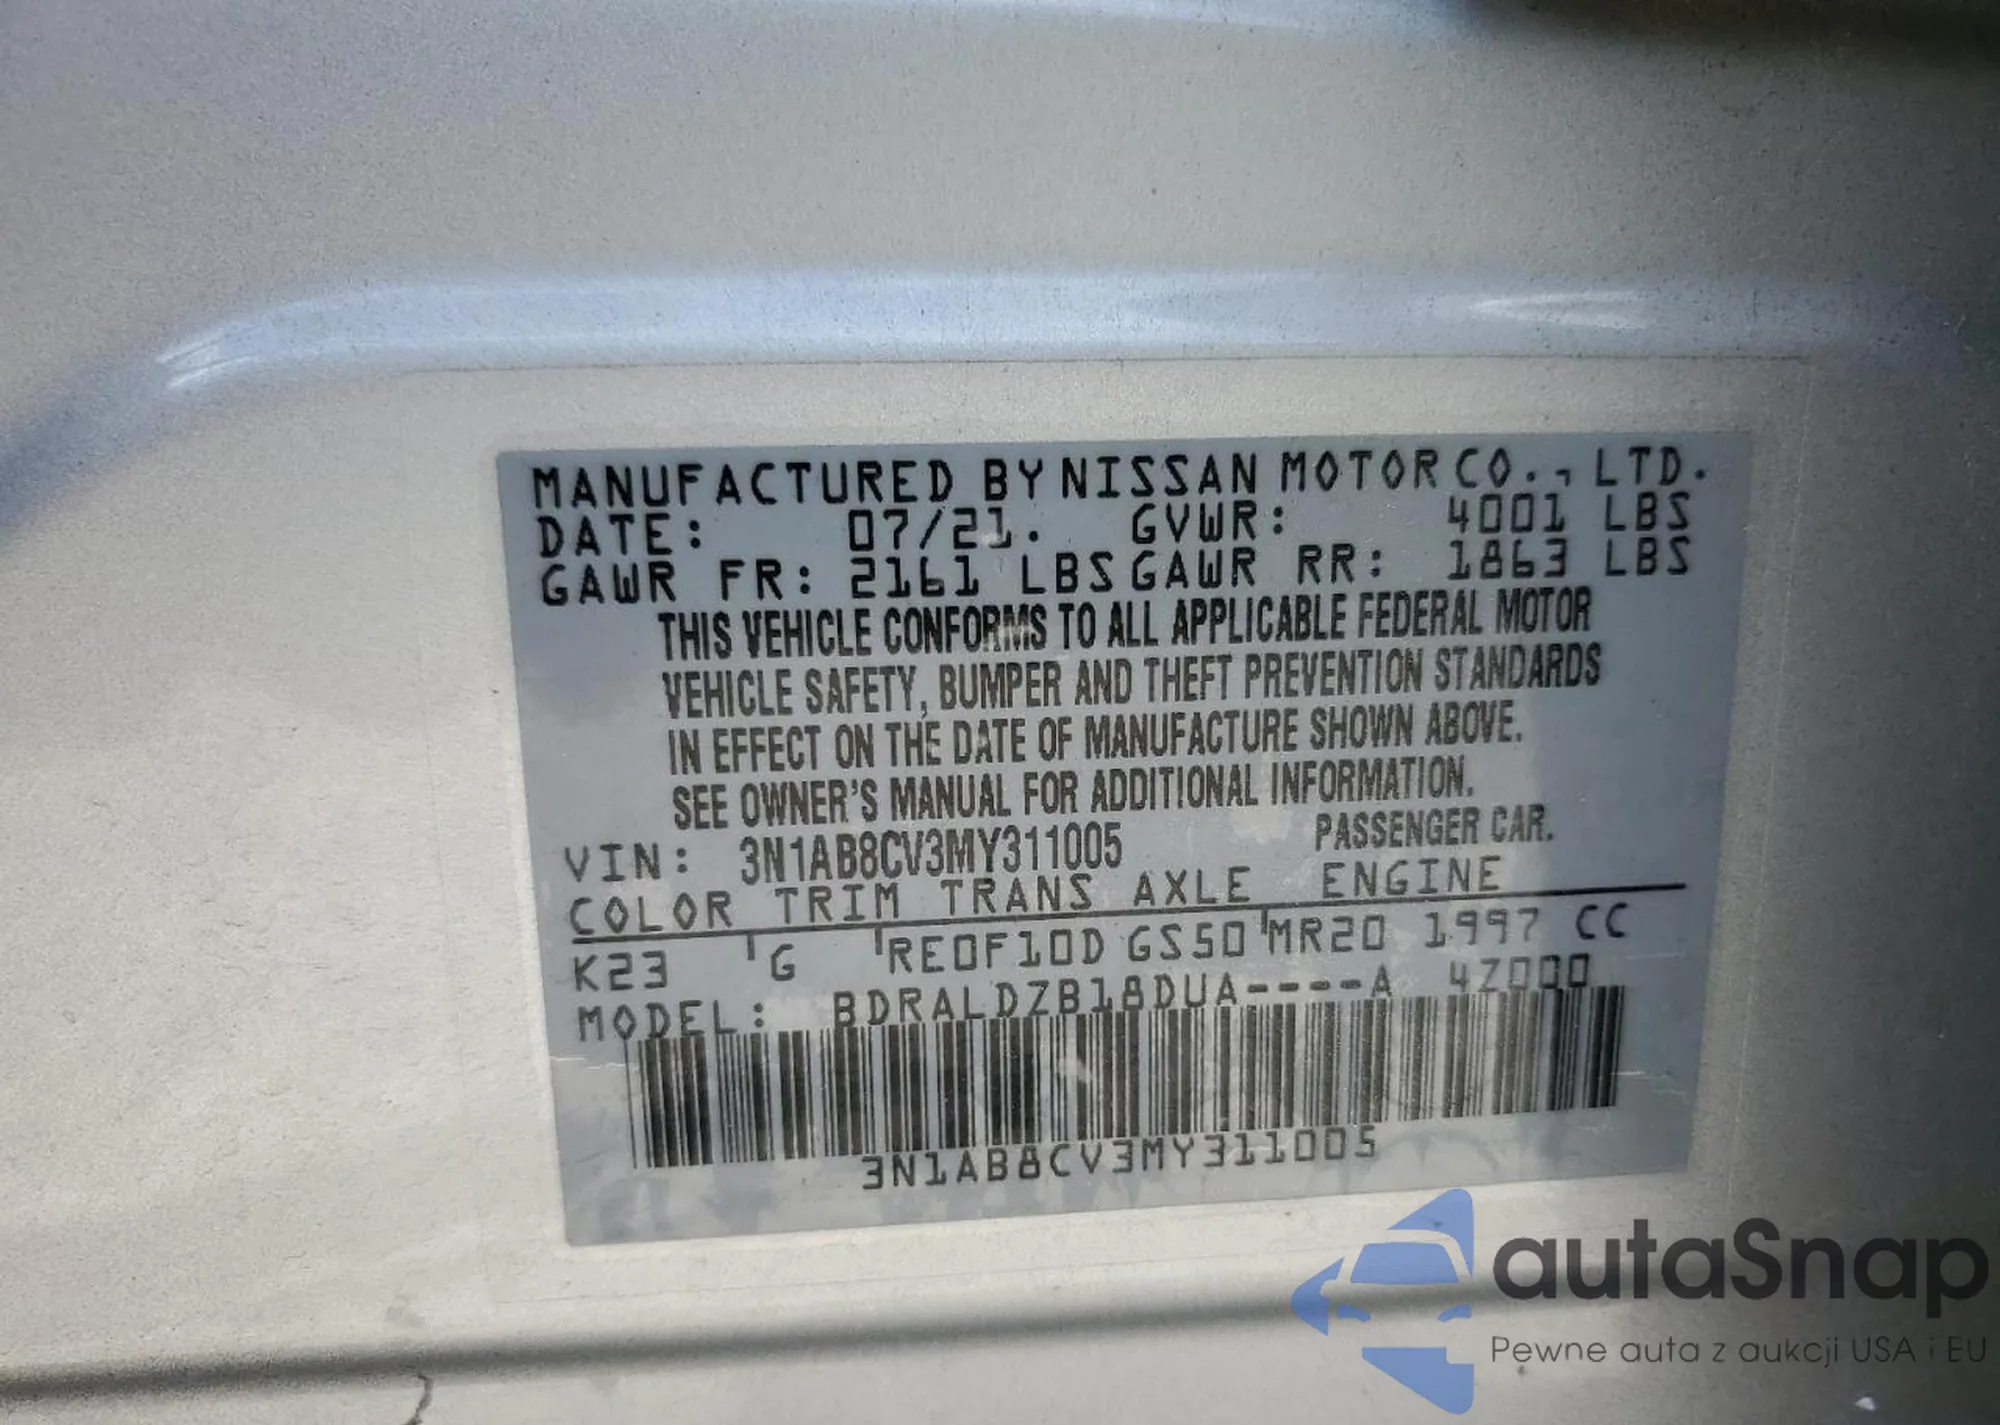 MANUFACTURED BY NISSAN MOTOR CO., LTD.
DATE: 07/21. GVWR: 4001 LBS
GAWR FR: 2161 LBS GAWR RR: 1863 LBS
THIS VEHICLE CONFORMS TO ALL APPLICABLE FEDERAL MOTOR
VEHICLE SAFETY, BUMPER AND THEFT PREVENTION STANDARDS
IN EFFECT ON THE DATE OF MANUFACTURE SHOWN ABOVE.
SEE OWNER'S MANUAL FOR ADDITIONAL INFORMATION.
VIN: 3N1AB8CV3MY311005 PASSENGER CAR.
COLOR TRIM TRANS AXLE ENGINE
K23 G RE0F10D GS50 MR20 1997 CC
MODEL: BDRALDZB18DUA----A 4Z000
3N1AB8CV3MY311005
autaSnap
Pewne auta z aukcji USA i EU